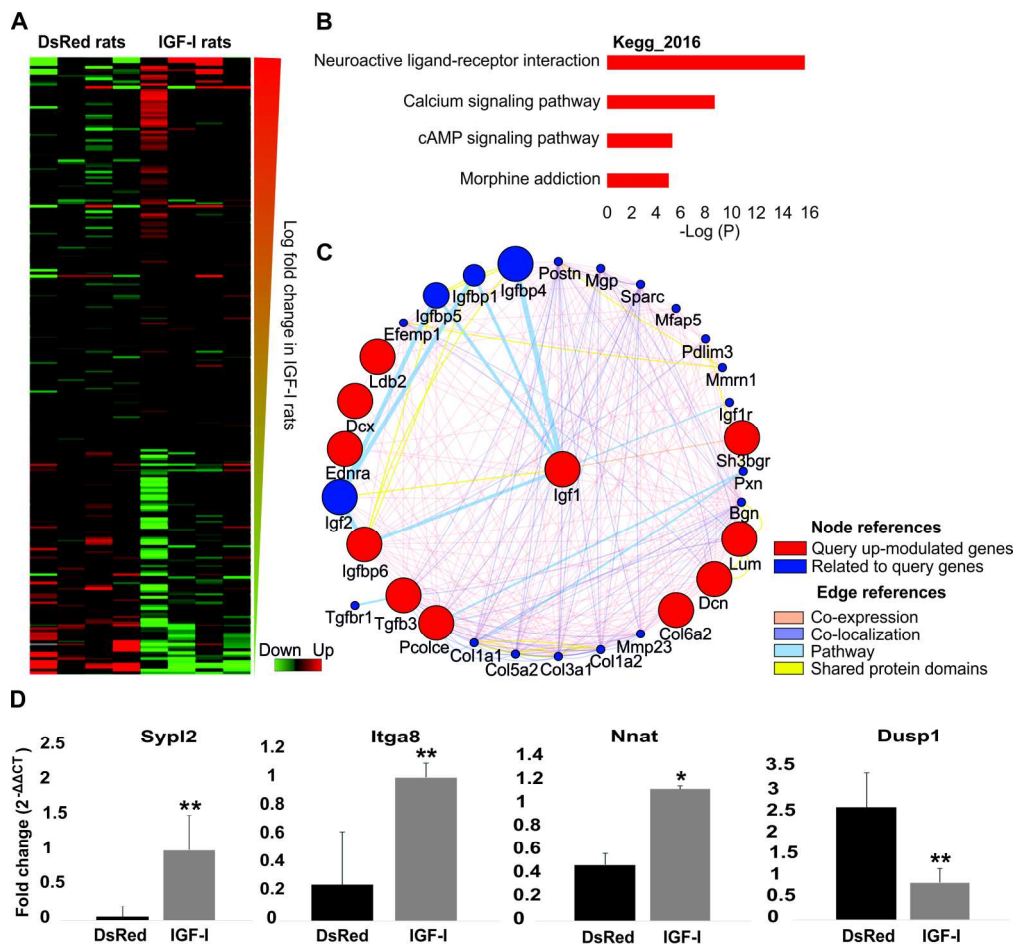 A
DsRed rats
IGF-I rats
Log fold change in IGF-I rats
Down Up
B
Kegg_2016
Neuroactive ligand-receptor interaction
Calcium signaling pathway
cAMP signaling pathway
Morphine addiction
0 2 4 6 8 10 12 14 16
-Log (P)
C
Igfbp4
Postn
Mgp
Sparc
Mfap5
Pdlim3
Mmrn1
Igf1r
Sh3bgr
Pxn
Bgn
Lum
Dcn
Col6a2
Mmp23
Col1a2
Col3a1
Col5a2
Col1a1
Pcolce
Tgfb3
Tgfbr1
Igfbp6
Igf2
Ednra
Dcx
Ldb2
Efemp1
Igfbp5
Igfbp1
Igf1
Node references
Query up-modulated genes
Related to query genes
Edge references
Co-expression
Co-localization
Pathway
Shared protein domains
D
Fold change (2-ΔΔCT)
Sypl2
2.5
2
1.5
1
0.5
0
**
DsRed IGF-I
Itga8
1.2
1
0.8
0.6
0.4
0.2
0
**
DsRed IGF-I
Nnat
1.4
1.2
1
0.8
0.6
0.4
0.2
0
*
DsRed IGF-I
Dusp1
3.5
3
2.5
2
1.5
1
0.5
0
**
DsRed IGF-I